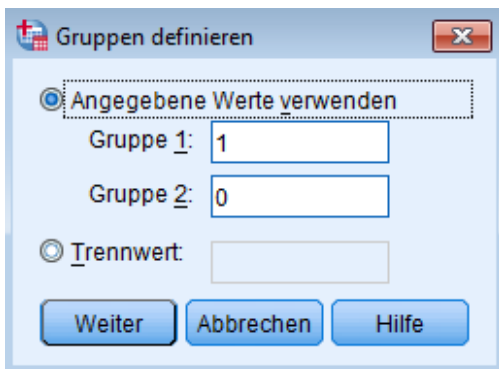 Gruppen definieren
Angegebene Werte verwenden
Gruppe 1: 1
Gruppe 2: 0
Trennwert:
Weiter Abbrechen Hilfe